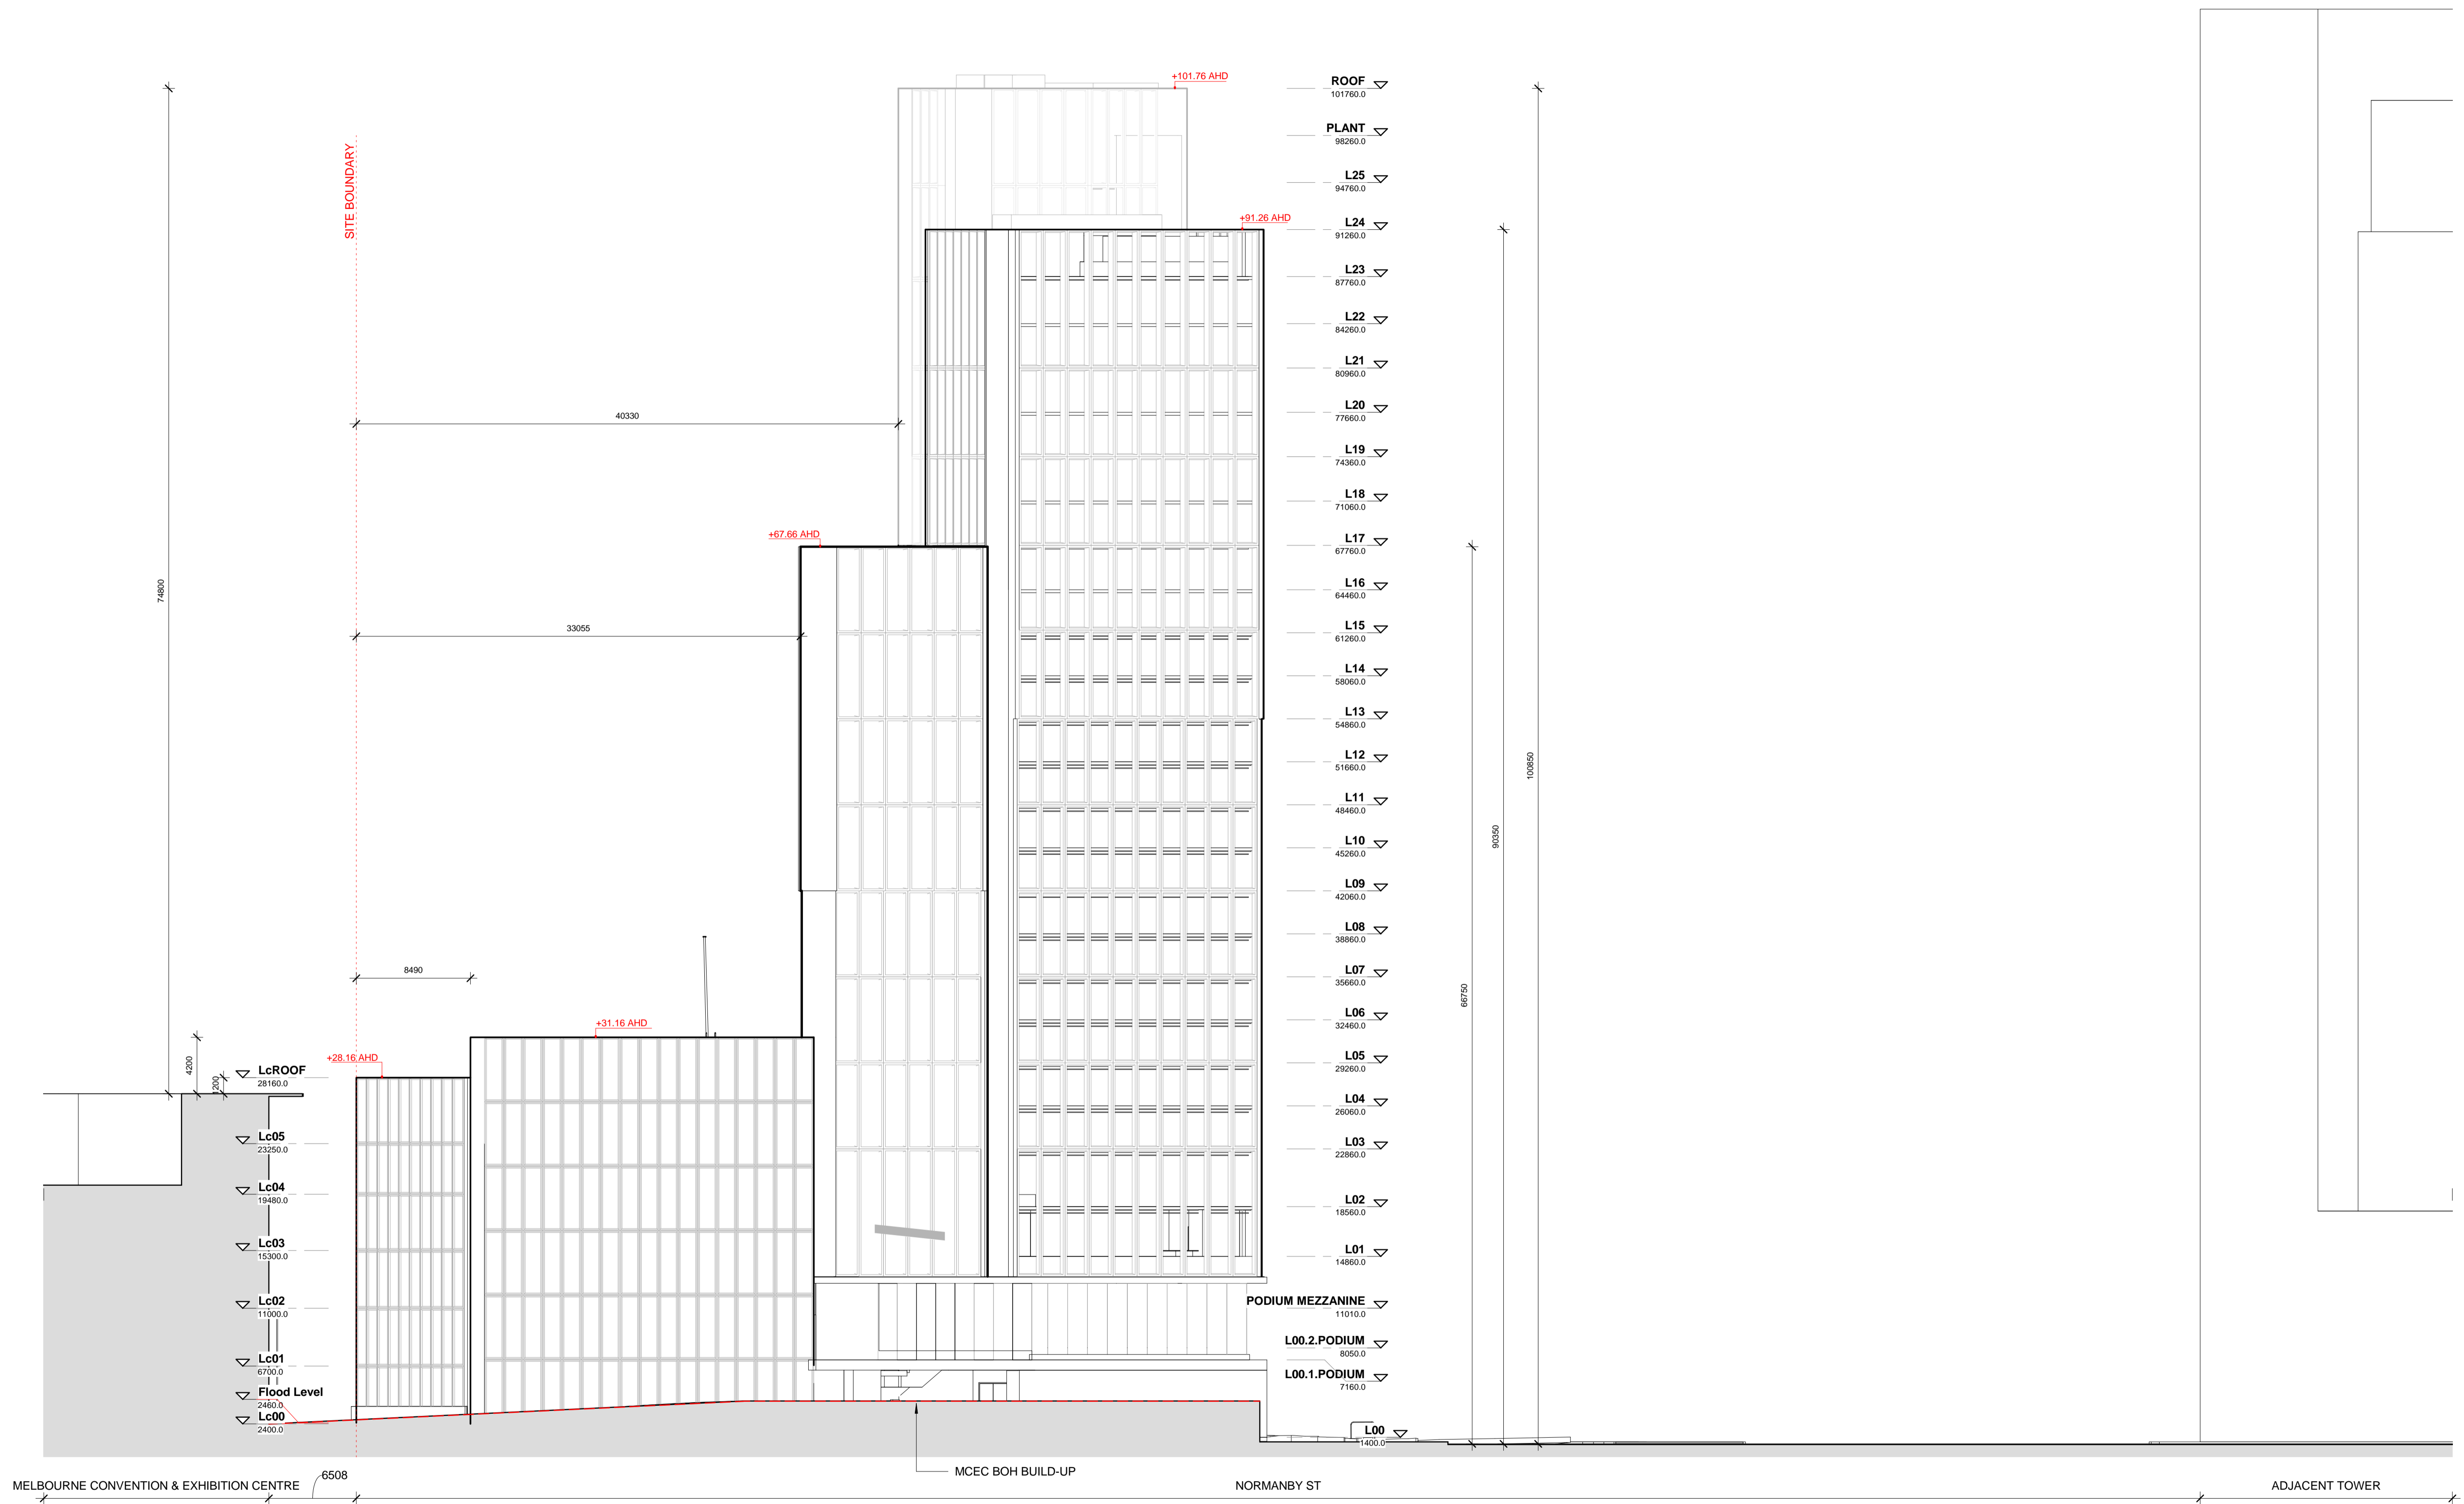 +101.76 AHD
ROOF
101760.0
PLANT
98260.0
SITE BOUNDARY
L25
94760.0
+91.26 AHD
L24
91260.0
L23
87760.0
L22
84260.0
L21
80960.0
L20
77660.0
40330
L19
74360.0
L18
71060.0
+67.66 AHD
L17
67760.0
L16
64460.0
74800
33055
L15
61260.0
L14
58060.0
L13
54860.0
L12
51660.0
100850
L11
48460.0
L10
45260.0
90350
L09
42060.0
L08
38860.0
8490
L07
35660.0
66750
L06
32460.0
+31.16 AHD
4200
+28.16 AHD
L05
29260.0
LcROOF
28160.0
1200
L04
26060.0
Lc05
23250.0
L03
22860.0
Lc04
19480.0
L02
18560.0
Lc03
15300.0
L01
14860.0
Lc02
11000.0
PODIUM MEZZANINE
11010.0
L00.2.PODIUM
8050.0
Lc01
6700.0
L00.1.PODIUM
7160.0
Flood Level
2460.0
Lc00
2400.0
L00
1400.0
MCEC BOH BUILD-UP
6508
MELBOURNE CONVENTION & EXHIBITION CENTRE
NORMANBY ST
ADJACENT TOWER